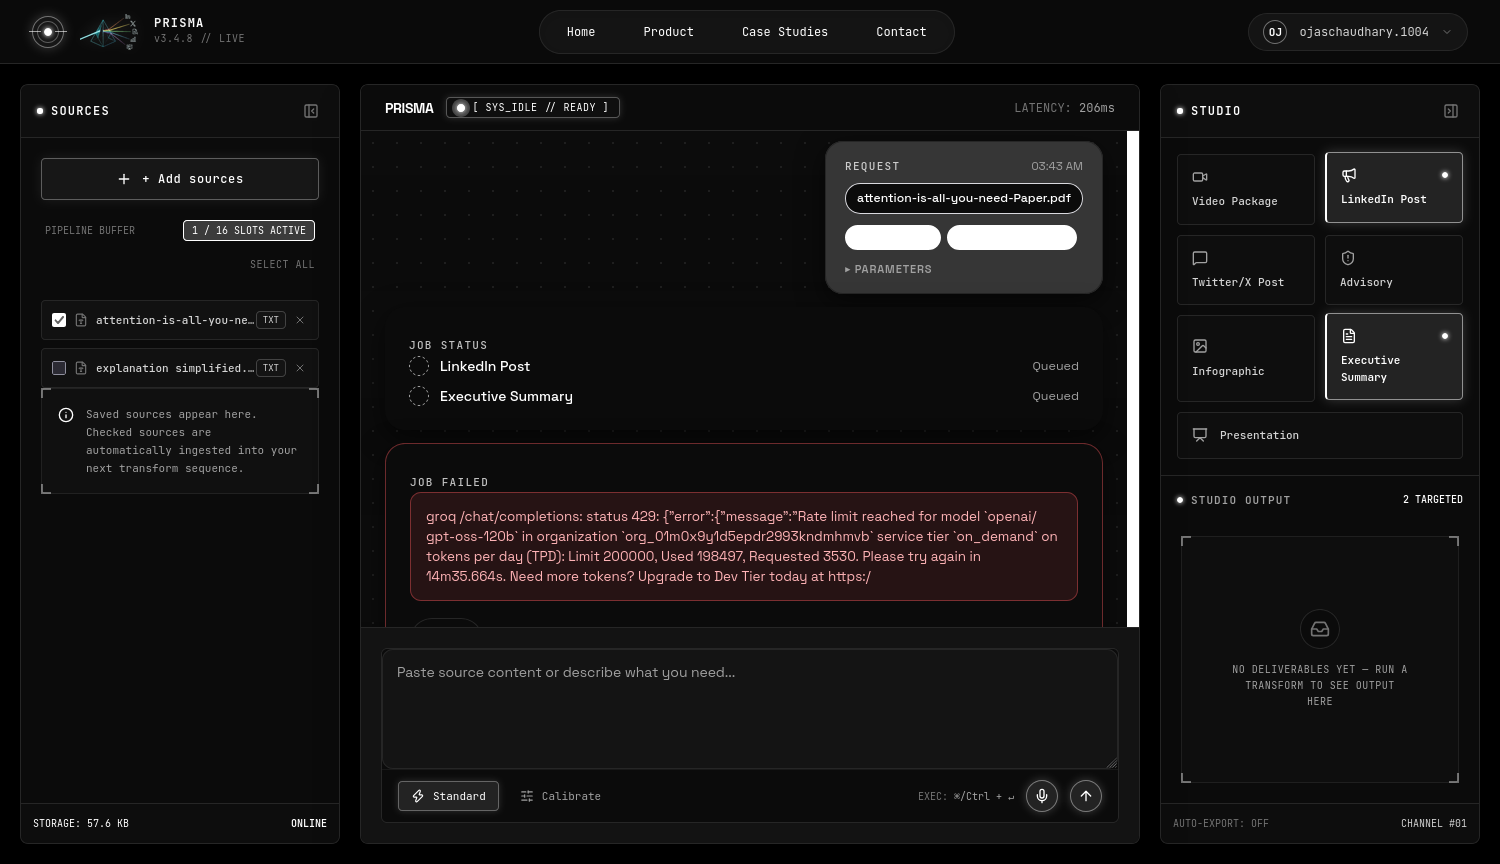 PRISMA
v3.4.8 // LIVE
Home
Product
Case Studies
Contact
OJ
ojaschaudhary.1004
SOURCES
+ Add sources
PIPELINE BUFFER
1 / 16 SLOTS ACTIVE
SELECT ALL
attention-is-all-you-ne…
TXT
explanation simplified.…
TXT
Saved sources appear here.
Checked sources are
automatically ingested into your
next transform sequence.
STORAGE: 57.6 KB
ONLINE
PRISMA
[ SYS_IDLE // READY ]
LATENCY: 206ms
REQUEST
03:43 AM
attention-is-all-you-need-Paper.pdf
▸ PARAMETERS
JOB STATUS
LinkedIn Post
Queued
Executive Summary
Queued
JOB FAILED
groq /chat/completions: status 429: {"error":{"message":"Rate limit reached for model `openai/
gpt-oss-120b` in organization `org_01m0x9y1d5epdr2993kndmhmvb` service tier `on_demand` on
tokens per day (TPD): Limit 200000, Used 198497, Requested 3530. Please try again in
14m35.664s. Need more tokens? Upgrade to Dev Tier today at https:/
Paste source content or describe what you need...
Standard
Calibrate
EXEC: ⌘/Ctrl + ↵
STUDIO
Video Package
LinkedIn Post
Twitter/X Post
Advisory
Infographic
Executive
Summary
Presentation
STUDIO OUTPUT
2 TARGETED
NO DELIVERABLES YET — RUN A
TRANSFORM TO SEE OUTPUT
HERE
AUTO-EXPORT: OFF
CHANNEL #01